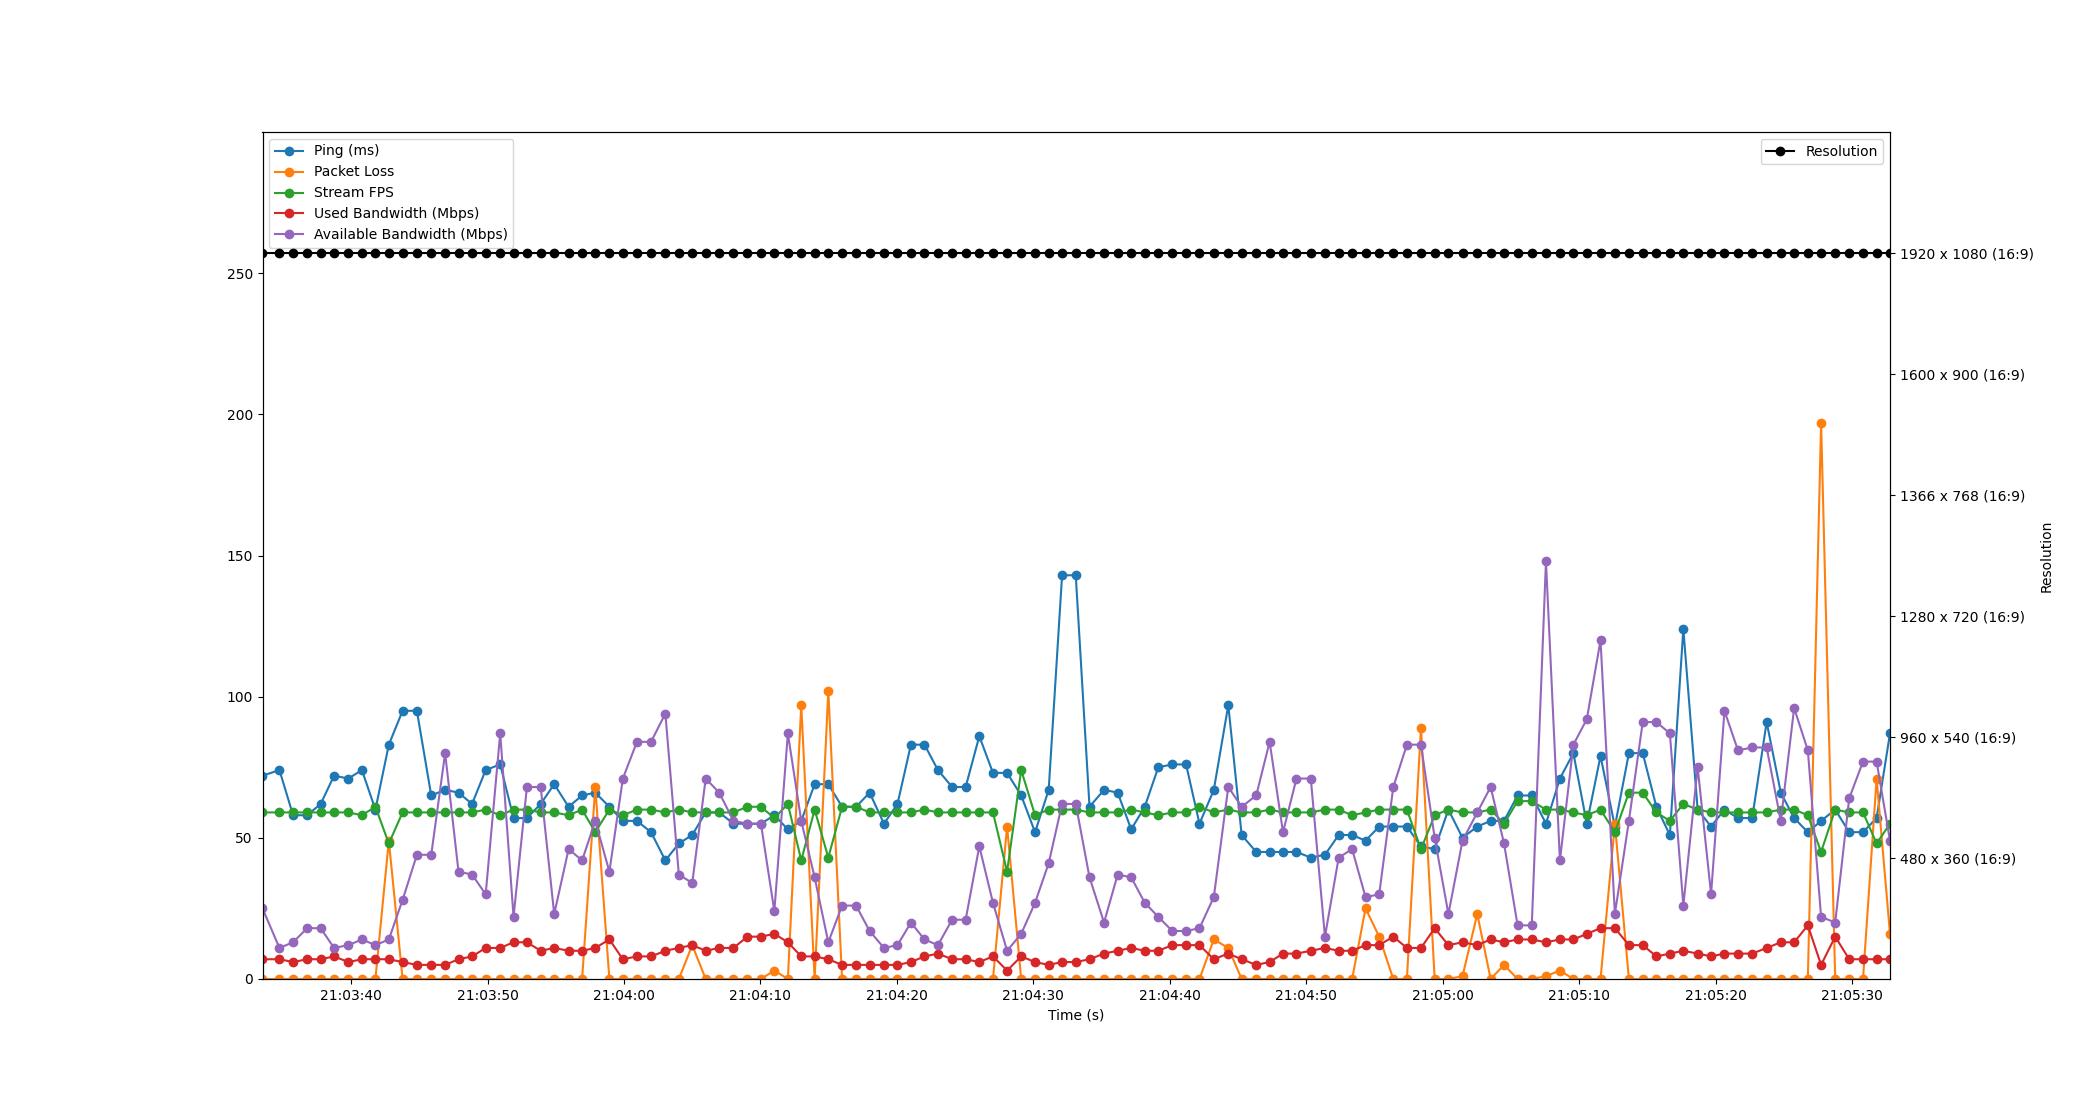 Ping (ms)
Packet Loss
Stream FPS
Used Bandwidth (Mbps)
Available Bandwidth (Mbps)
Resolution
250
200
150
100
50
0
1920 x 1080 (16:9)
1600 x 900 (16:9)
1366 x 768 (16:9)
1280 x 720 (16:9)
960 x 540 (16:9)
480 x 360 (16:9)
Resolution
21:03:40 21:03:50 21:04:00 21:04:10 21:04:20 21:04:30 21:04:40 21:04:50 21:05:00 21:05:10 21:05:20 21:05:30
Time (s)